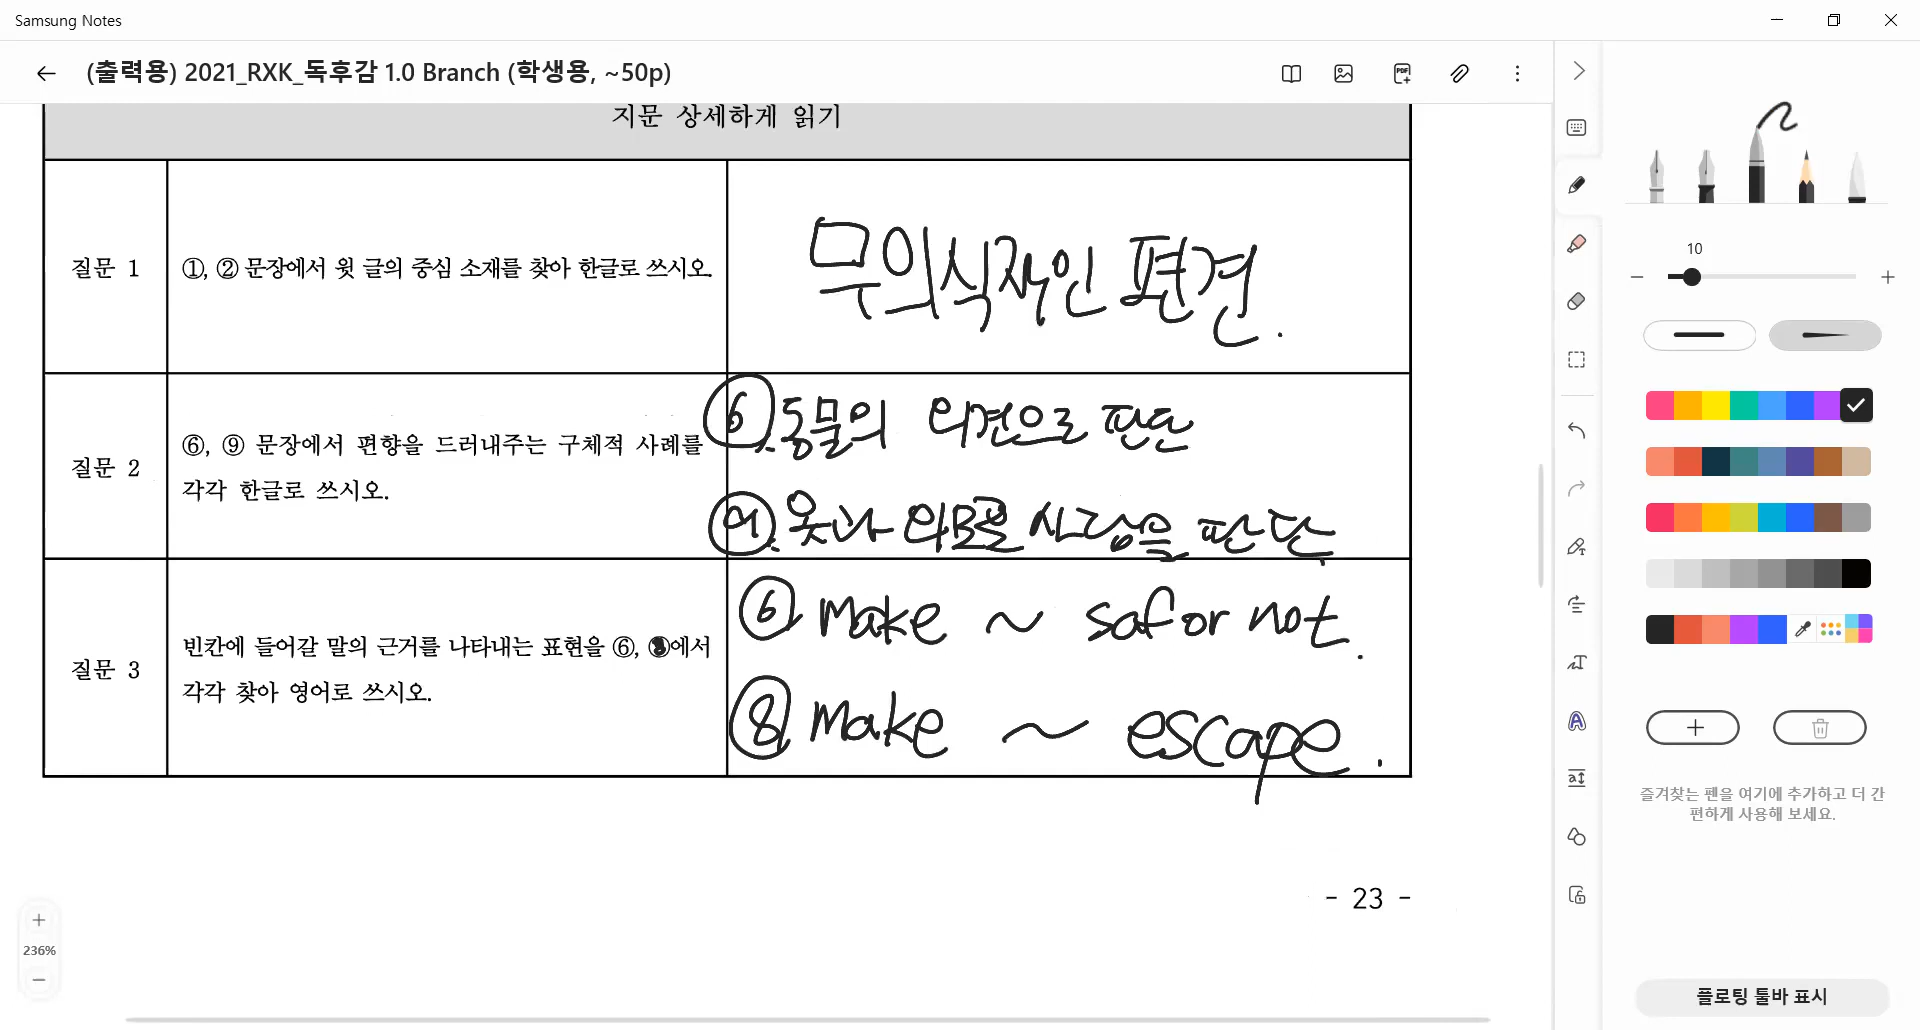 Samsung Notes
(출력용) 2021_RXK_독후감 1.0 Branch (학생용, ~50p)
지문 상세하게 읽기
질문 1
①, ② 문장에서 윗 글의 중심 소재를 찾아 한글로 쓰시오.
무의식적인 편견.
질문 2
⑥, ⑨ 문장에서 편향을 드러내주는 구체적 사례를
각각 한글로 쓰시오.
⑥. 동물의 외견으로 판단
⑨. 옷과 외모로 사람을 판단.
질문 3
빈칸에 들어갈 말의 근거를 나타내는 표현을 ⑥, ⑧에서
각각 찾아 영어로 쓰시오.
⑥ make ~ saf or not.
⑧ make ~ escape.
- 23 -
236%
10
즐겨찾는 펜을 여기에 추가하고 더 간
편하게 사용해 보세요.
플로팅 툴바 표시